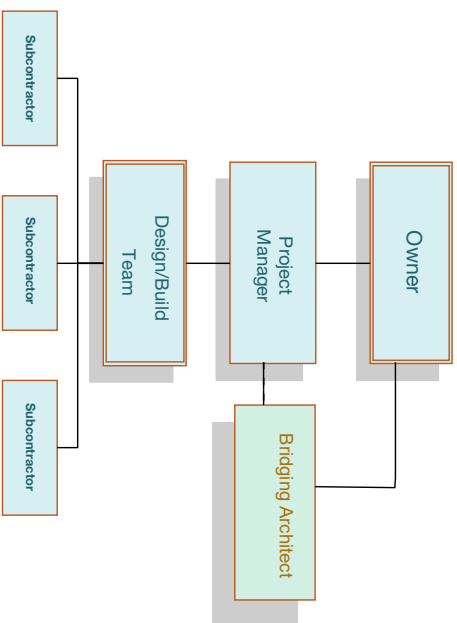 Owner
Project
Manager
Bridging Architect
Design/Build
Team
Subcontractor
Subcontractor
Subcontractor